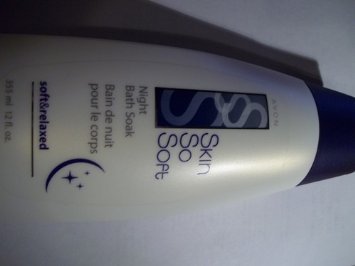 AVON
SSS
Skin
So
Soft
Night
Bath Soak
Bain de nuit
pour le corps
soft&relaxed
355 ml 12 fl. oz.